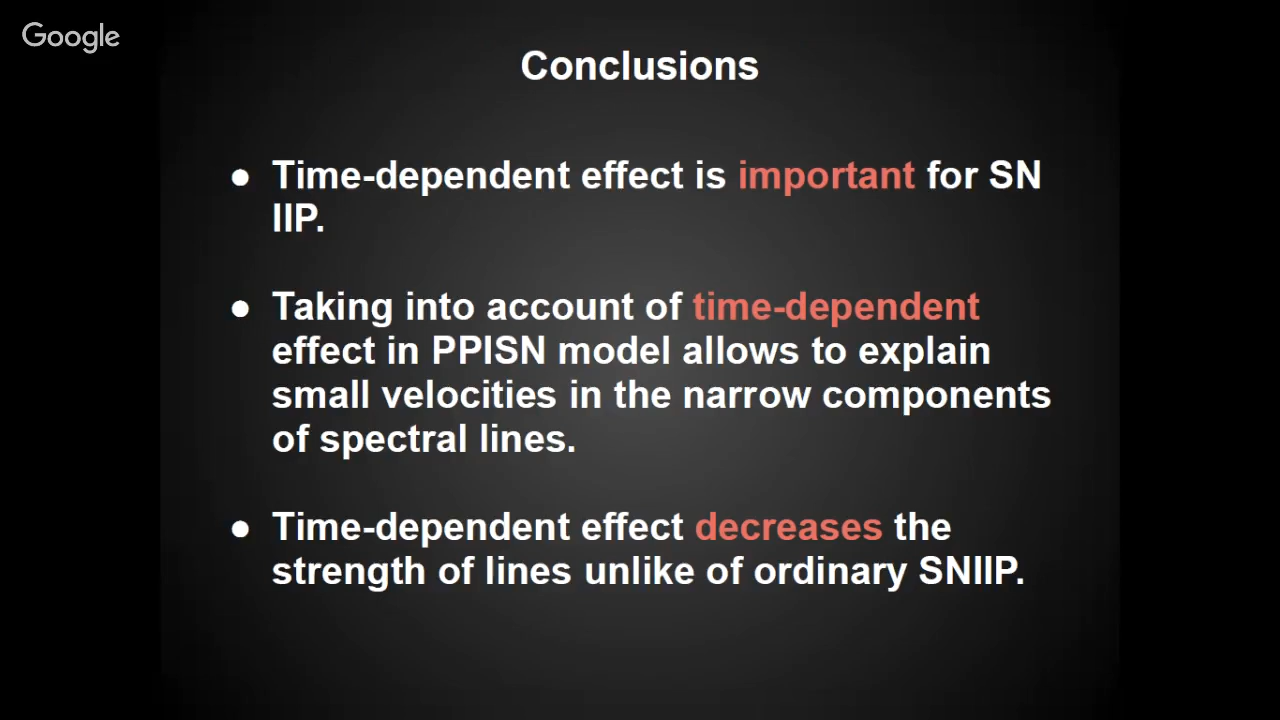 Google
Conclusions
● Time-dependent effect is important for SN
IIP.
● Taking into account of time-dependent
effect in PPISN model allows to explain
small velocities in the narrow components
of spectral lines.
● Time-dependent effect decreases the
strength of lines unlike of ordinary SNIIP.